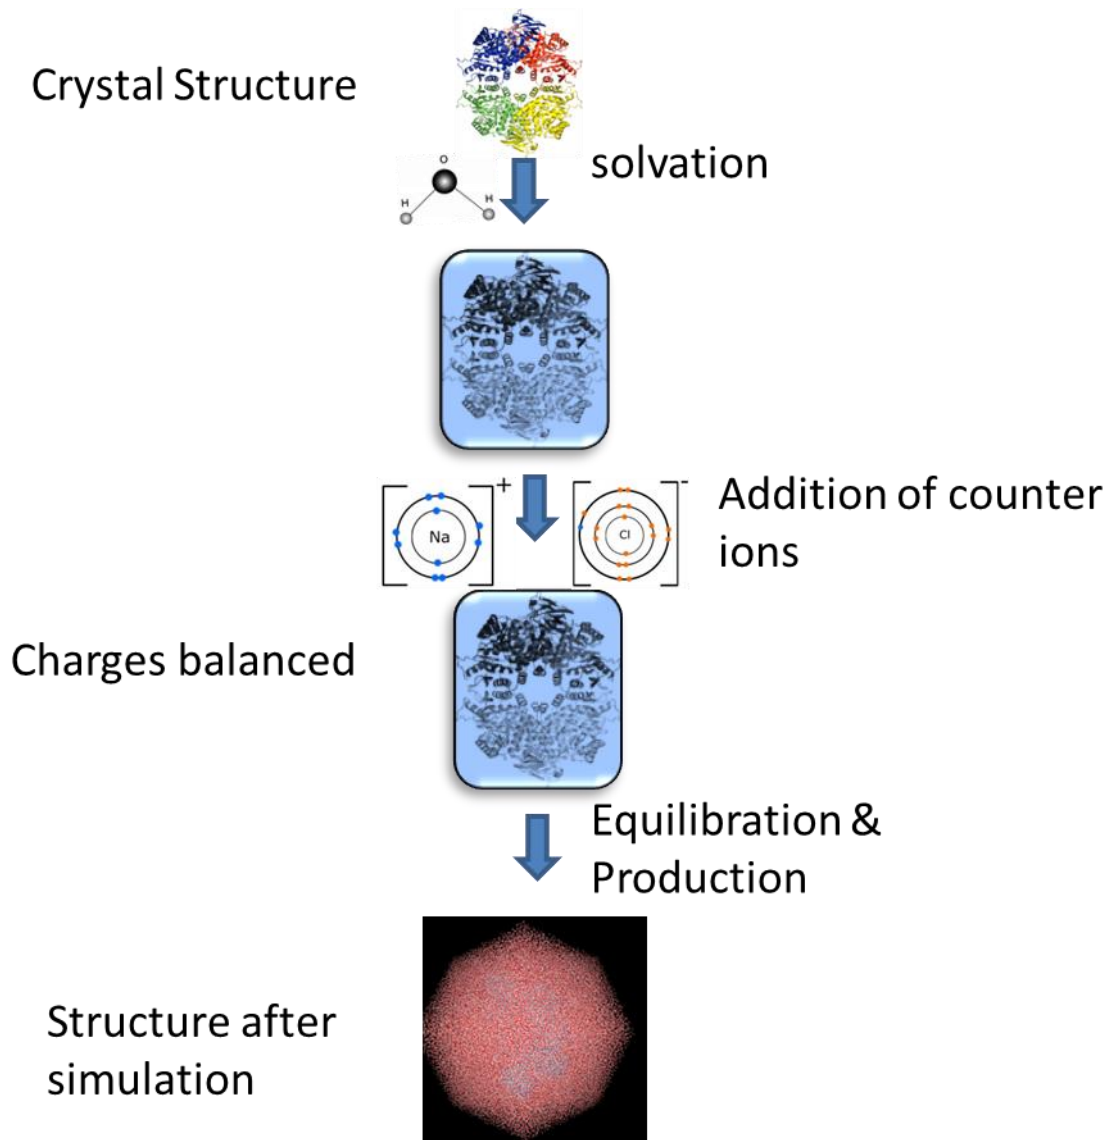 Crystal Structure
solvation
O
H
H
Addition of counter
ions
Na
+
Cl
-
Charges balanced
Equilibration &
Production
Structure after
simulation